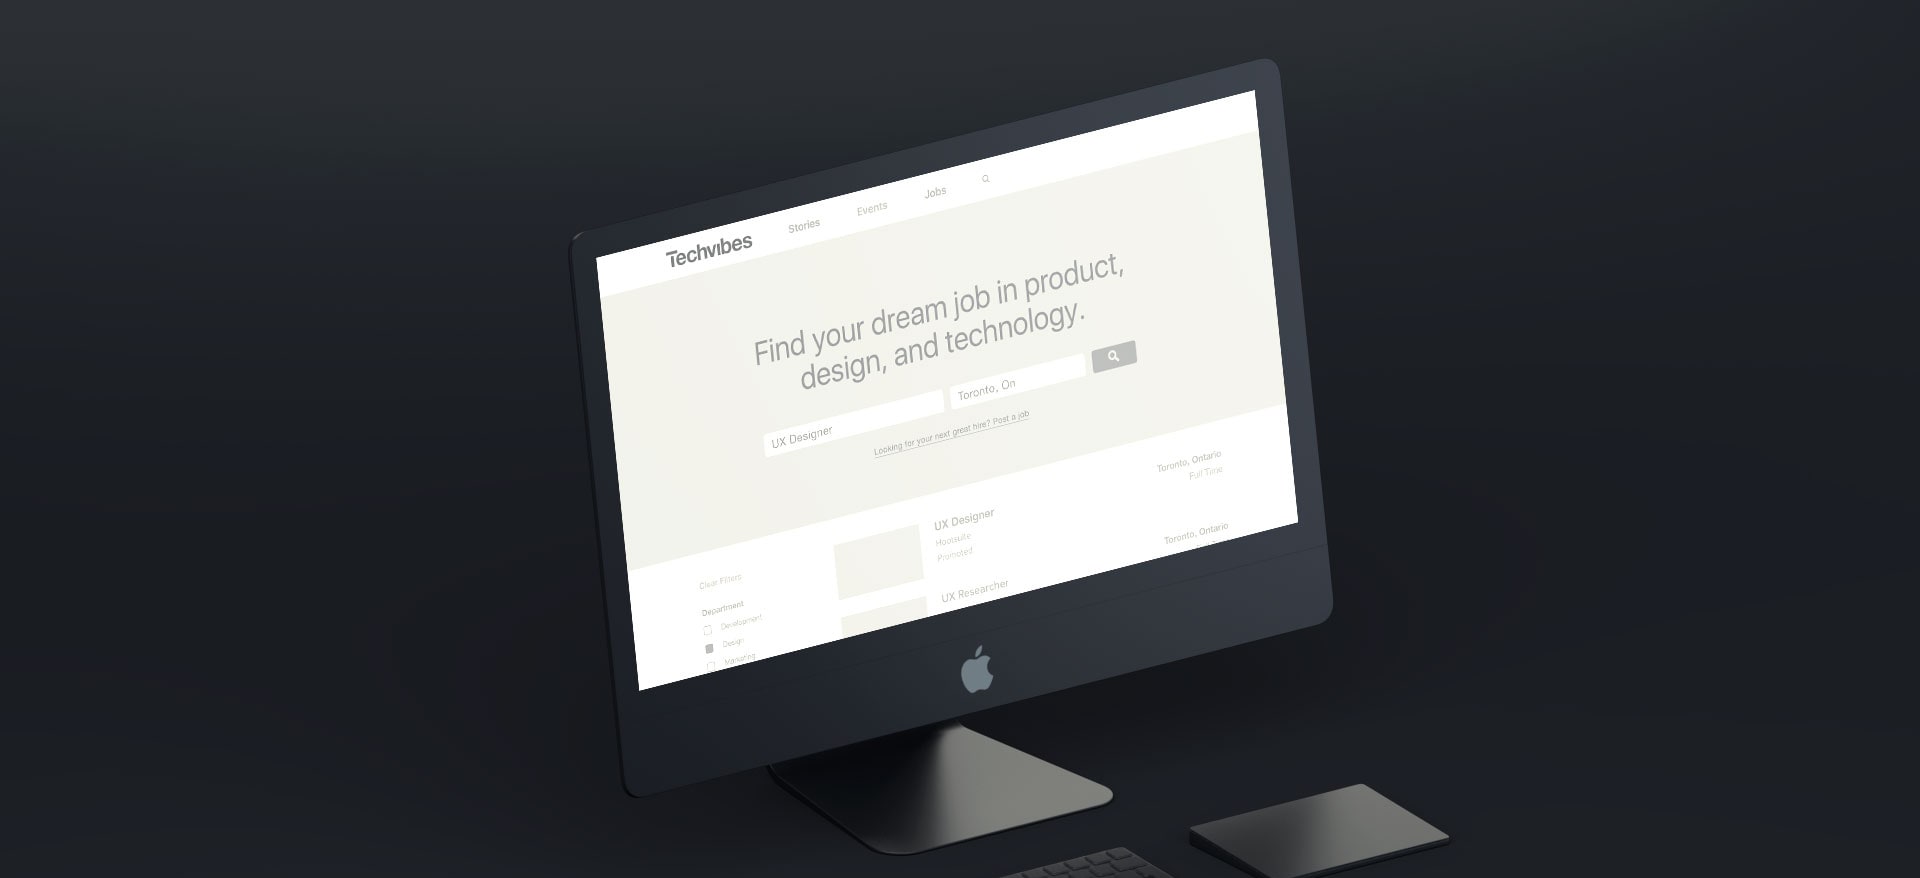 Techvibes
Stories
Events
Jobs
Find your dream job in product,
design, and technology.
UX Designer
Toronto, On
Looking for your next great hire? Post a job
Clear Filters
Department
Development
Design
Marketing
UX Designer
Hootsuite
Promoted
Toronto, Ontario
Full Time
UX Researcher
Toronto, Ontario